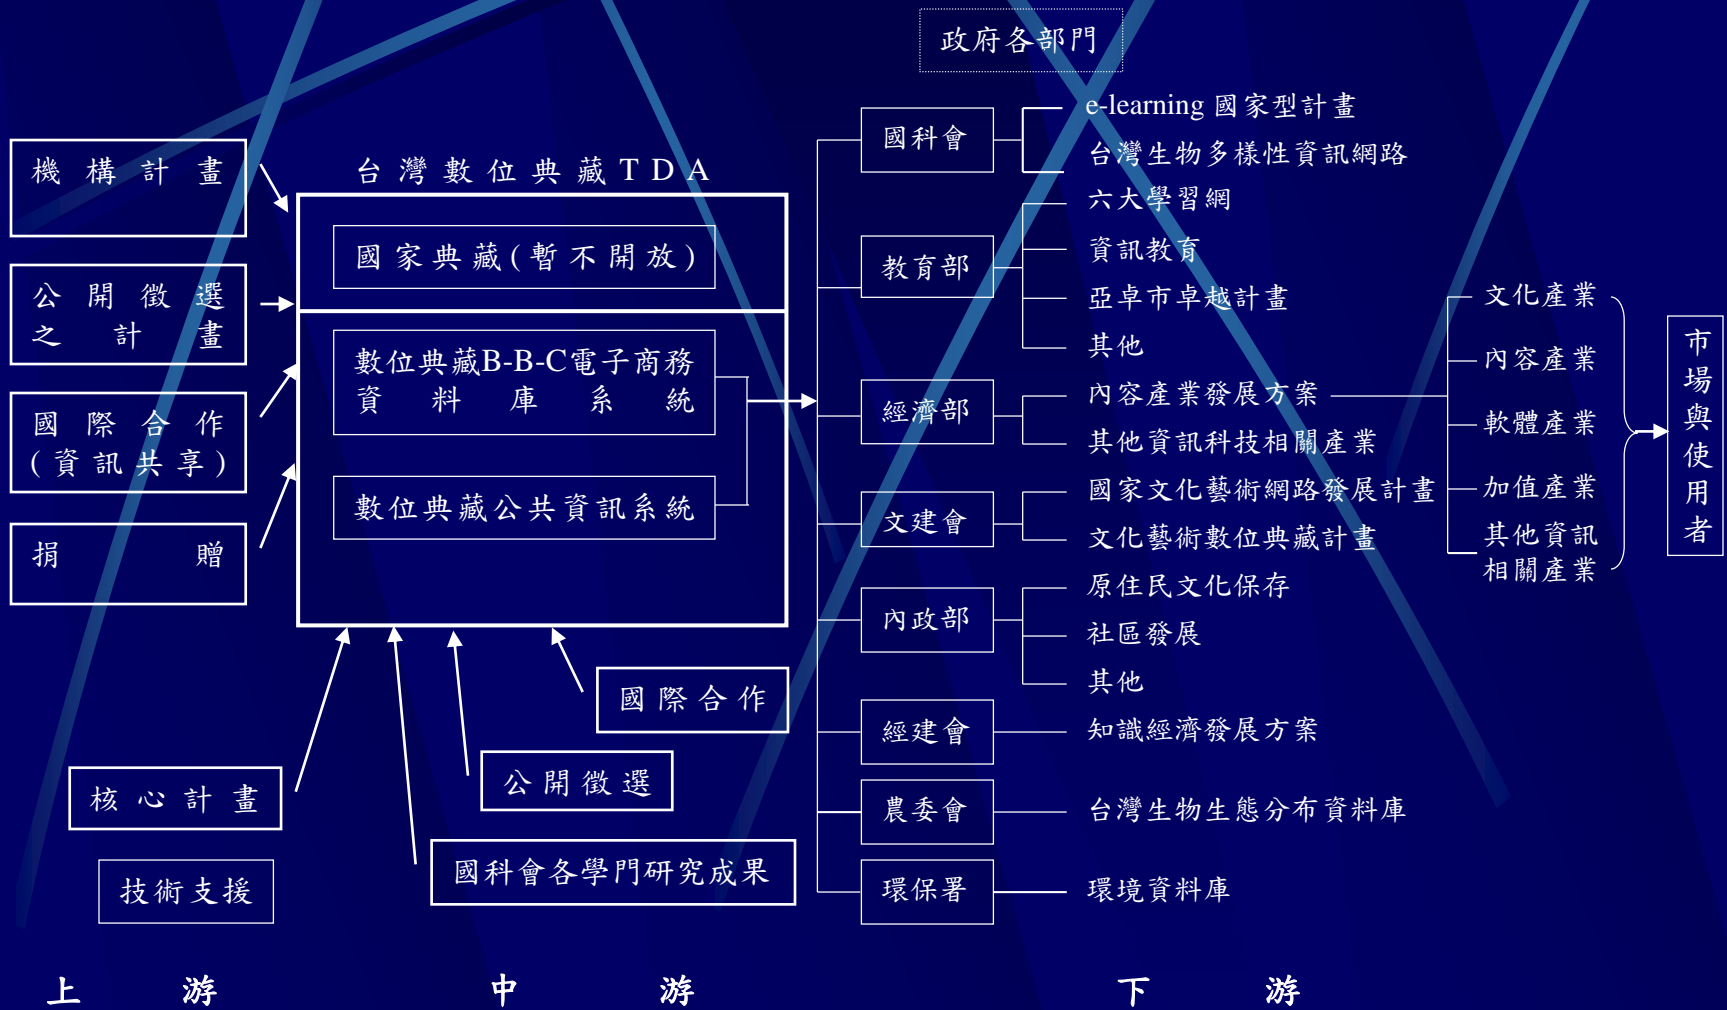 政府各部門
機構計畫
公開徵選
之計畫
國際合作
(資訊共享)
捐贈
台灣數位典藏TDA
國家典藏(暫不開放)
數位典藏B-B-C電子商務
資料庫系統
數位典藏公共資訊系統
國際合作
公開徵選
核心計畫
國科會各學門研究成果
技術支援
國科會
e-learning 國家型計畫
台灣生物多樣性資訊網路
教育部
六大學習網
資訊教育
亞卓市卓越計畫
其他
經濟部
內容產業發展方案
其他資訊科技相關產業
文建會
國家文化藝術網路發展計畫
文化藝術數位典藏計畫
內政部
原住民文化保存
社區發展
其他
經建會
知識經濟發展方案
農委會
台灣生物生態分布資料庫
環保署
環境資料庫
文化產業
內容產業
軟體產業
加值產業
其他資訊
相關產業
市場與使用者
上游
中游
下游